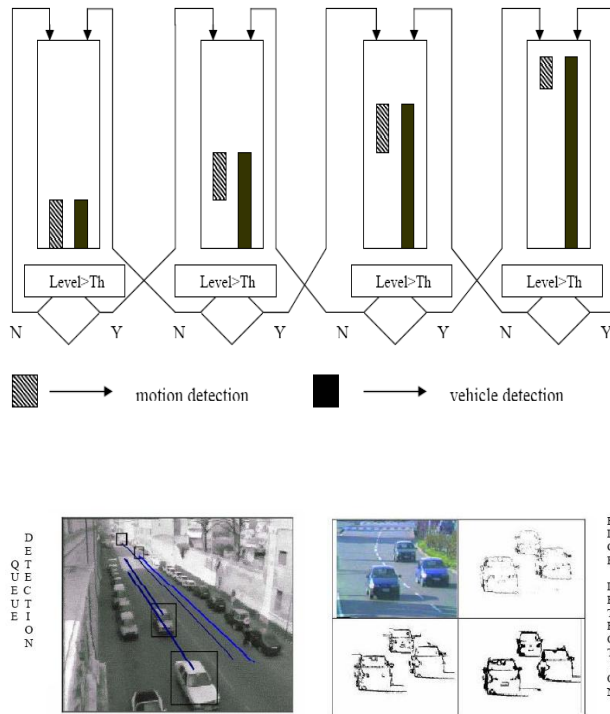 Level>Th
Level>Th
Level>Th
Level>Th
N
Y
N
Y
N
Y
N
Y
motion detection
vehicle detection
QUEUE
DETECTION